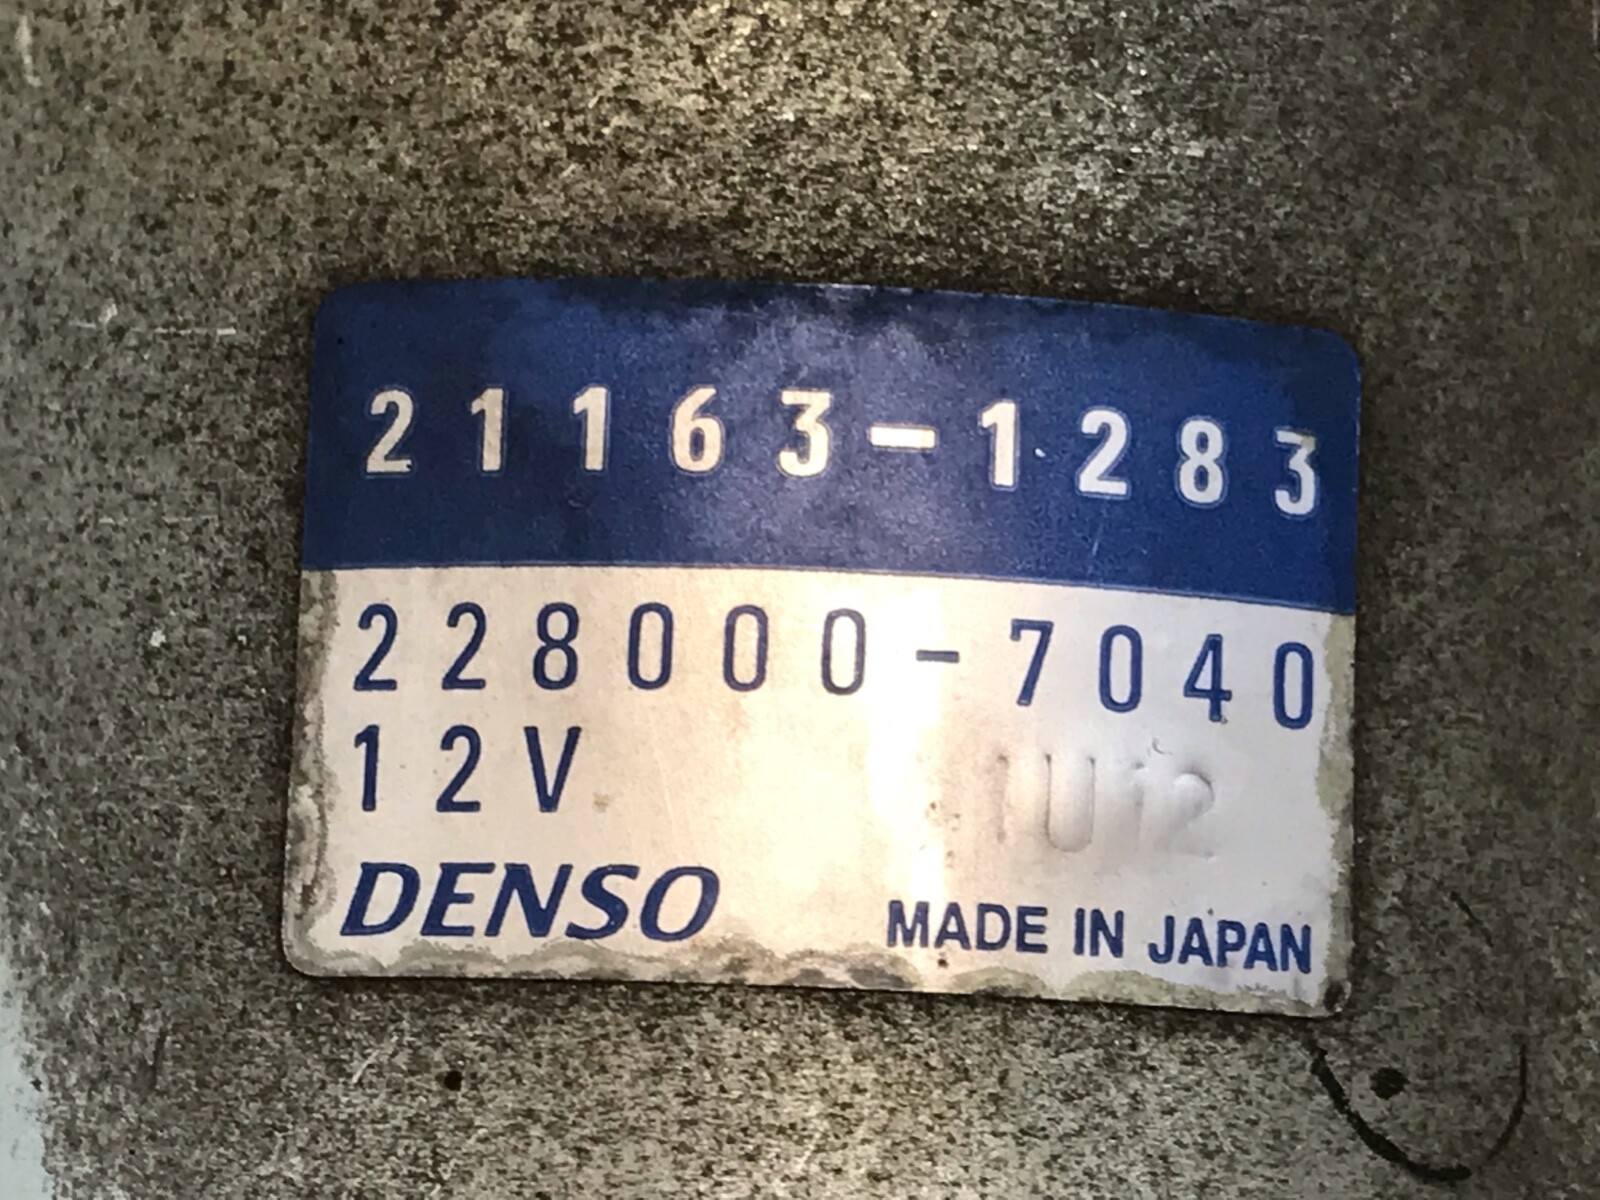 21163-1283
228000-7040
12V
DENSO
MADE IN JAPAN